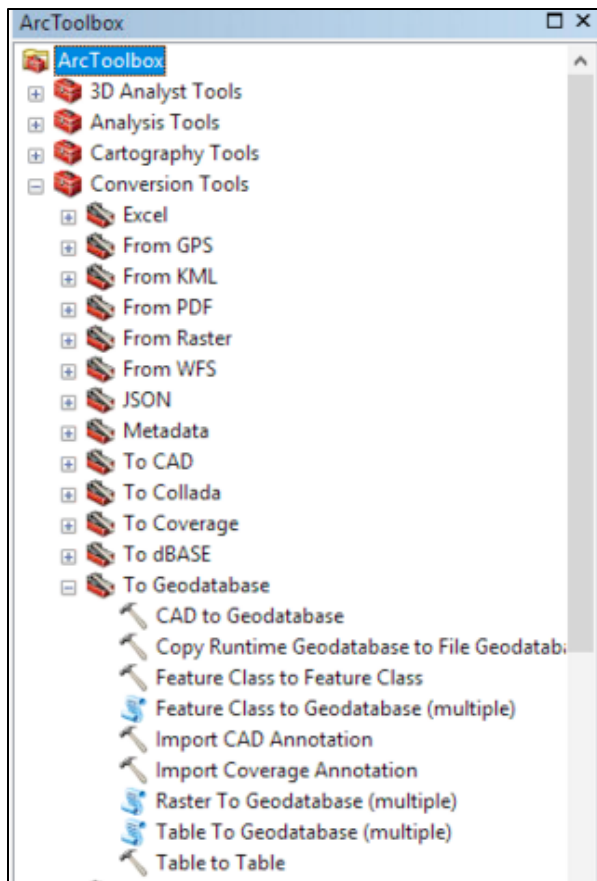 ArcToolbox
ArcToolbox
3D Analyst Tools
Analysis Tools
Cartography Tools
Conversion Tools
Excel
From GPS
From KML
From PDF
From Raster
From WFS
JSON
Metadata
To CAD
To Collada
To Coverage
To dBASE
To Geodatabase
CAD to Geodatabase
Copy Runtime Geodatabase to File Geodatab
Feature Class to Feature Class
Feature Class to Geodatabase (multiple)
Import CAD Annotation
Import Coverage Annotation
Raster To Geodatabase (multiple)
Table To Geodatabase (multiple)
Table to Table